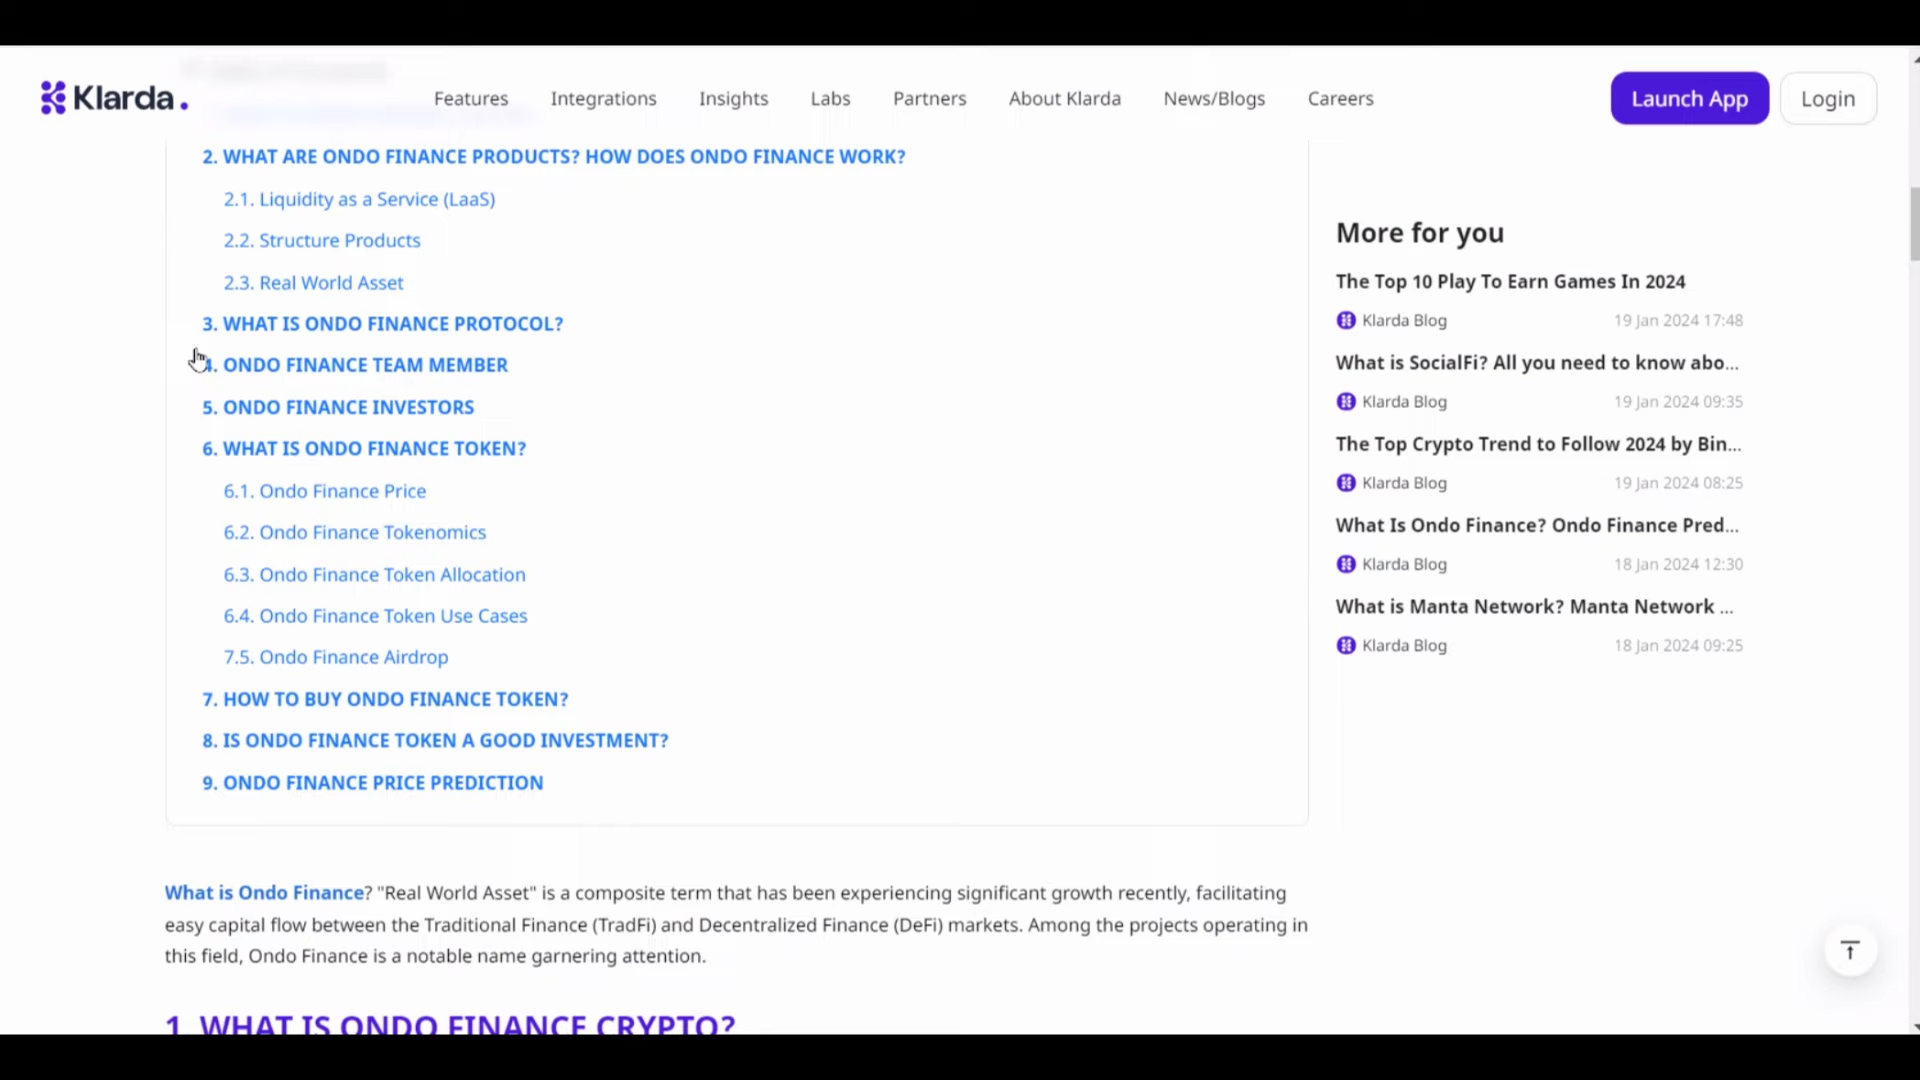 Klarda.
Features Integrations Insights Labs Partners About Klarda News/Blogs Careers Launch App Login
2. WHAT ARE ONDO FINANCE PRODUCTS? HOW DOES ONDO FINANCE WORK?
2.1. Liquidity as a Service (LaaS)
2.2. Structure Products
2.3. Real World Asset
3. WHAT IS ONDO FINANCE PROTOCOL?
4. ONDO FINANCE TEAM MEMBER
5. ONDO FINANCE INVESTORS
6. WHAT IS ONDO FINANCE TOKEN?
6.1. Ondo Finance Price
6.2. Ondo Finance Tokenomics
6.3. Ondo Finance Token Allocation
6.4. Ondo Finance Token Use Cases
7.5. Ondo Finance Airdrop
7. HOW TO BUY ONDO FINANCE TOKEN?
8. IS ONDO FINANCE TOKEN A GOOD INVESTMENT?
9. ONDO FINANCE PRICE PREDICTION
What is Ondo Finance? "Real World Asset" is a composite term that has been experiencing significant growth recently, facilitating
easy capital flow between the Traditional Finance (TradFi) and Decentralized Finance (DeFi) markets. Among the projects operating in
this field, Ondo Finance is a notable name garnering attention.
1. WHAT IS ONDO FINANCE CRYPTO?
More for you
The Top 10 Play To Earn Games In 2024
Klarda Blog 19 Jan 2024 17:48
What is SocialFi? All you need to know abo...
Klarda Blog 19 Jan 2024 09:35
The Top Crypto Trend to Follow 2024 by Bin...
Klarda Blog 19 Jan 2024 08:25
What Is Ondo Finance? Ondo Finance Pred...
Klarda Blog 18 Jan 2024 12:30
What is Manta Network? Manta Network ...
Klarda Blog 18 Jan 2024 09:25